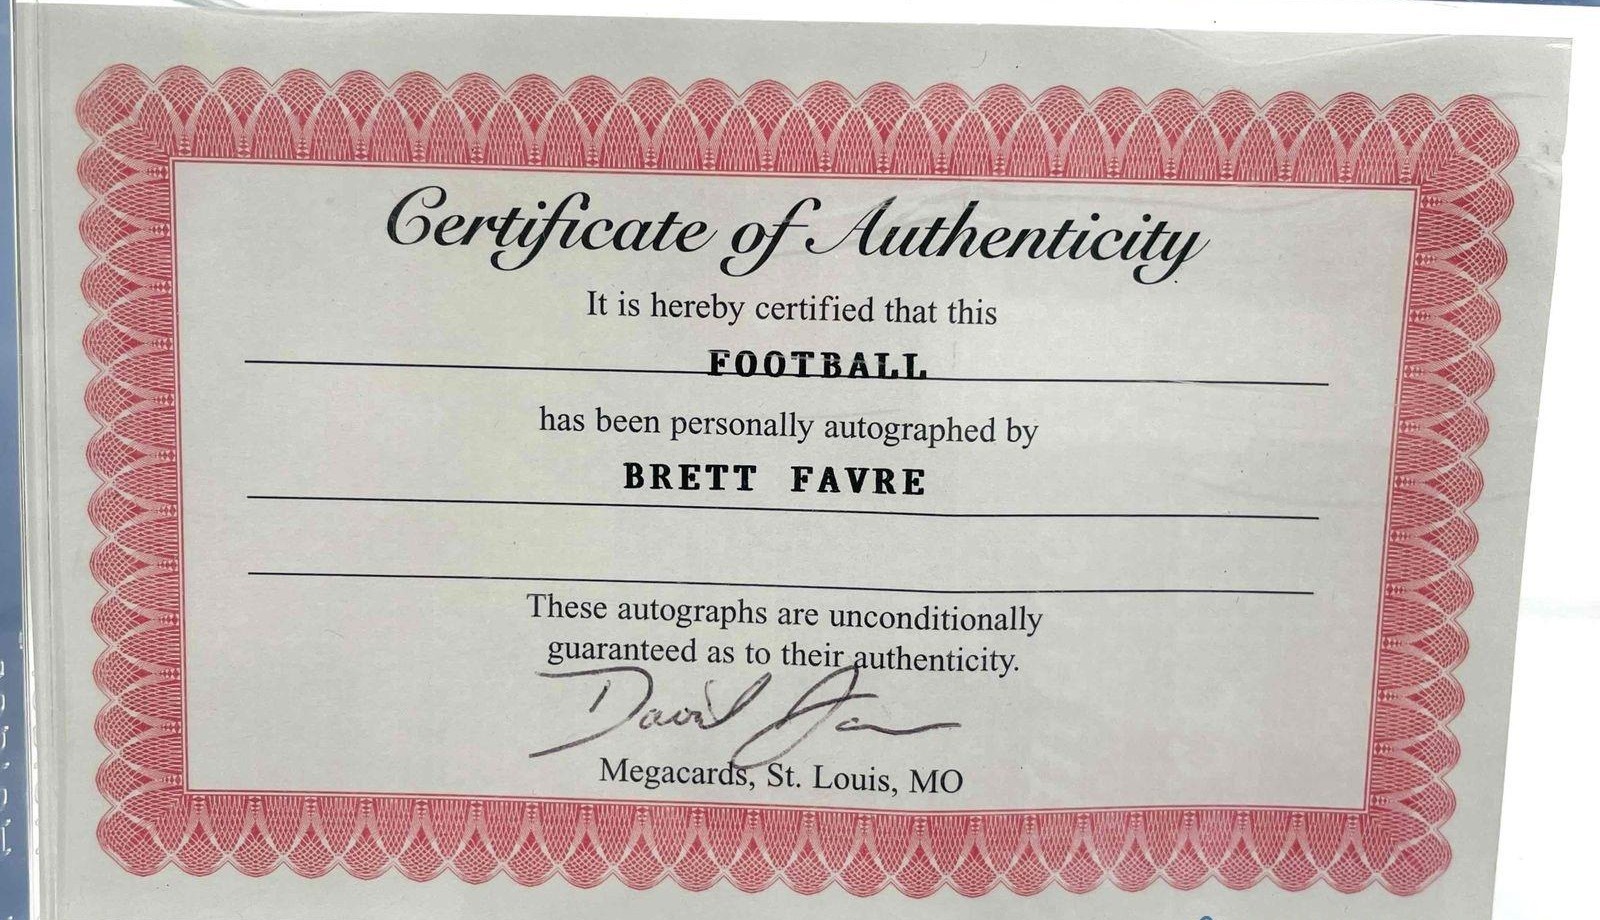 Certificate of Authenticity
It is hereby certified that this
FOOTBALL
has been personally autographed by
BRETT FAVRE
These autographs are unconditionally
guaranteed as to their authenticity.
David
Megacards, St. Louis, MO